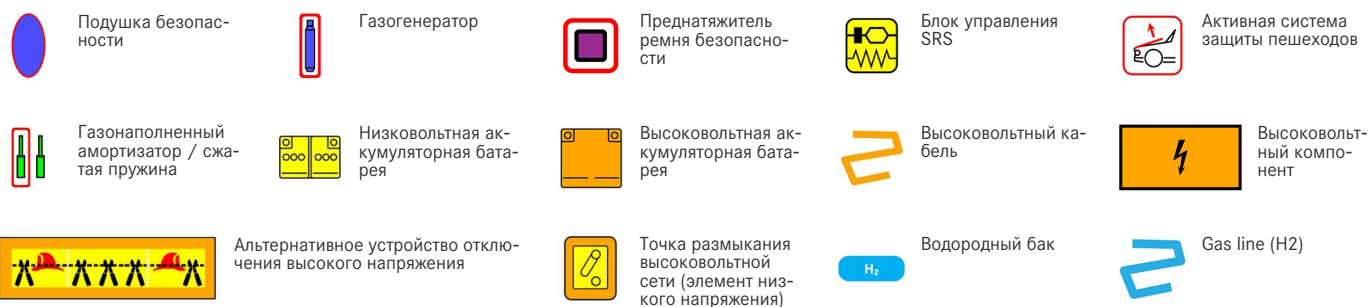 Подушка безопас-
ности
Газогенератор
Преднатяжитель
ремня безопасно-
сти
Блок управления
SRS
Активная система
защиты пешеходов
Газонаполненный
амортизатор / сжа-
тая пружина
Низковольтная ак-
кумуляторная бата-
рея
Высоковольтная ак-
кумуляторная бата-
рея
Высоковольтный ка-
бель
Высоковольт-
ный компо-
нент
Альтернативное устройство отклю-
чения высокого напряжения
Точка размыкания
высоковольтной
сети (элемент низ-
кого напряжения)
H₂
Водородный бак
Gas line (H2)